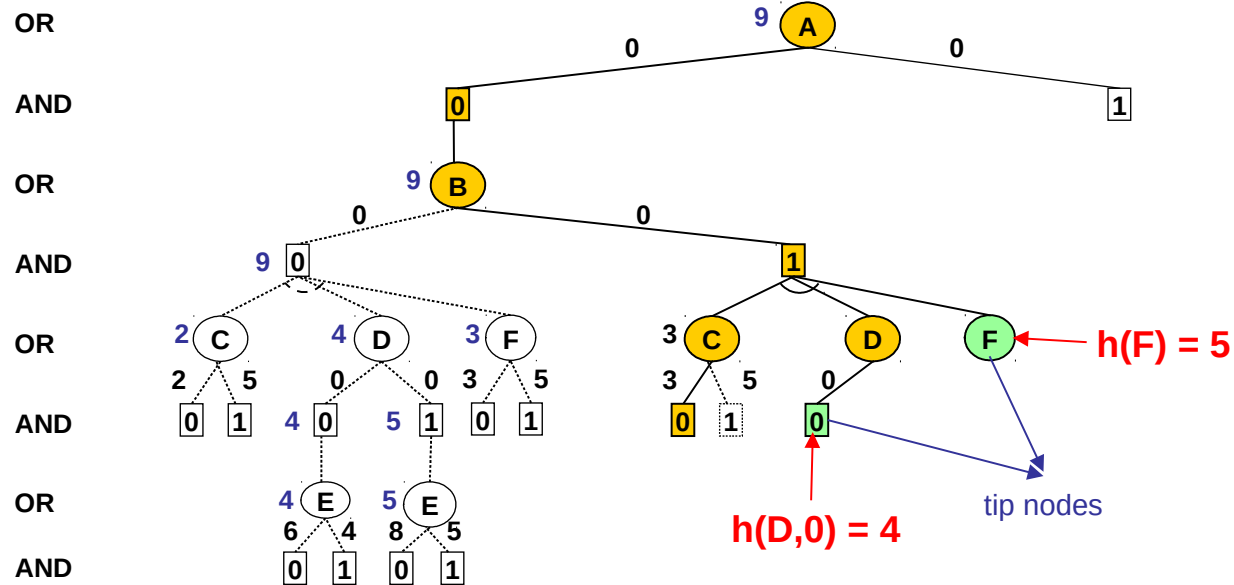 OR 9 A
0 0
AND 0 1
OR 9 B
0 0
AND 9 0 1
OR 2 C 4 D 3 F 3 C D F h(F) = 5
2 5 0 0 3 5 3 5 0
AND 0 1 4 0 5 1 0 1 0 1 0
OR 4 E 5 E tip nodes
6 4 8 5 h(D,0) = 4
AND 0 1 0 1